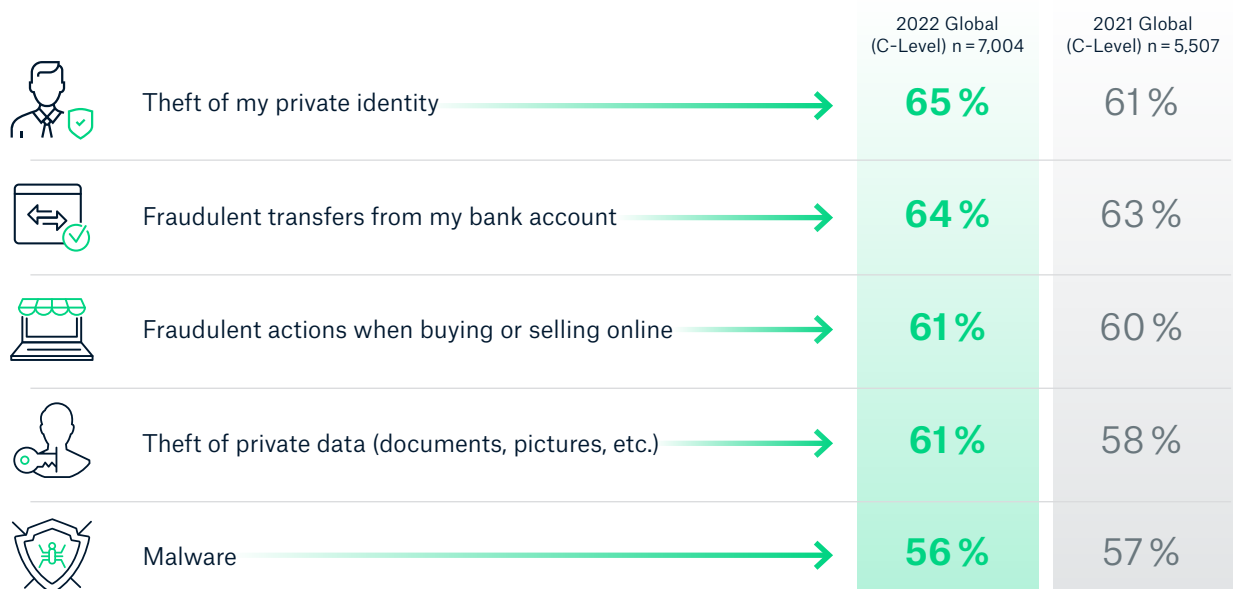 2022 Global
(C-Level) n = 7,004
2021 Global
(C-Level) n = 5,507
Theft of my private identity
65 %
61 %
Fraudulent transfers from my bank account
64 %
63 %
Fraudulent actions when buying or selling online
61 %
60 %
Theft of private data (documents, pictures, etc.)
61 %
58 %
Malware
56 %
57 %